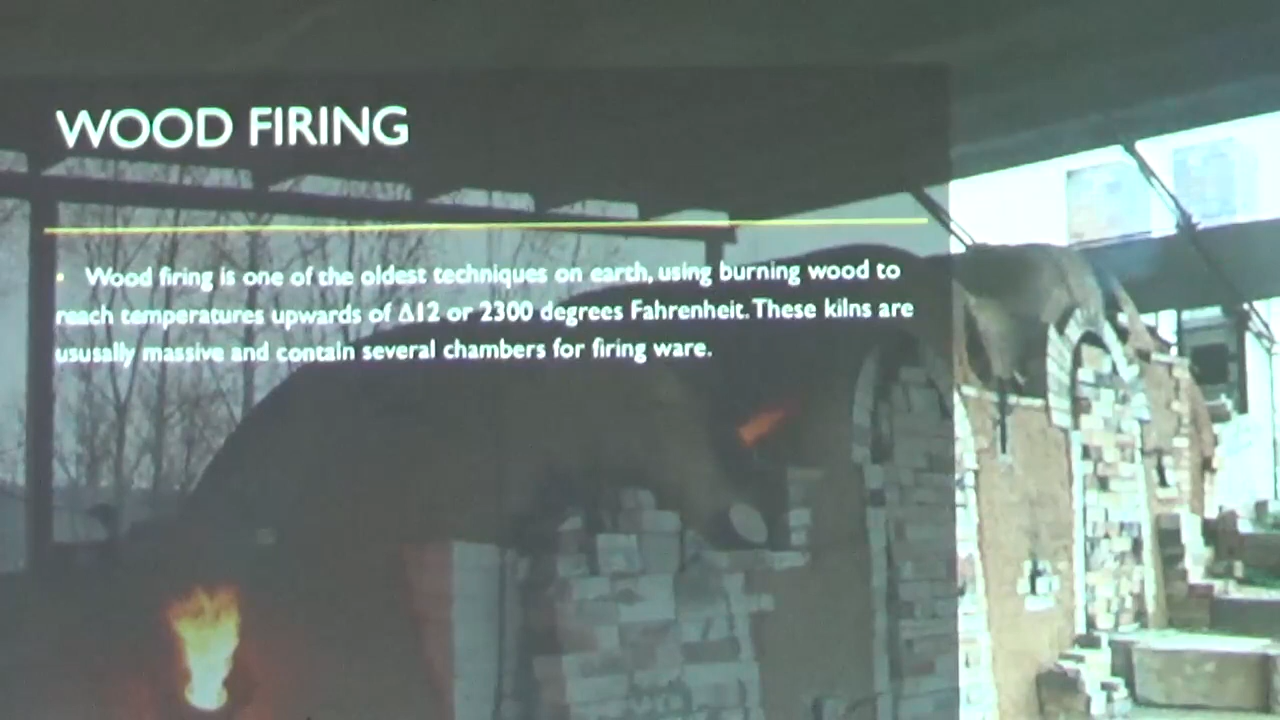 WOOD FIRING
• Wood firing is one of the oldest techniques on earth, using burning wood to
reach temperatures upwards of Δ12 or 2300 degrees Fahrenheit. These kilns are
ususally massive and contain several chambers for firing ware.